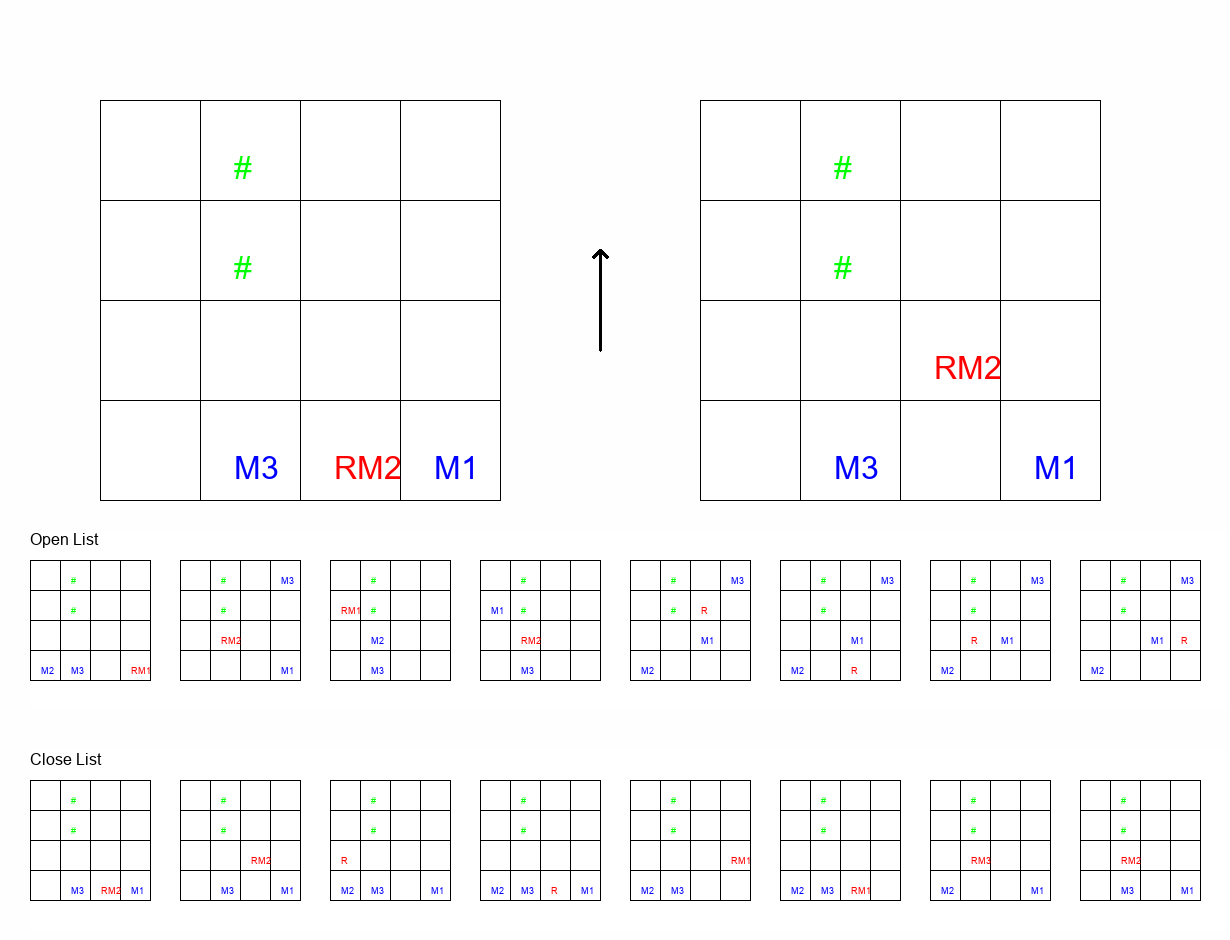 # #
# #
RM2
M3 RM2 M1 M3 M1
Open List
# # M3 # # # M3 # M3 # M3 # M3
# # RM1 # M1 # # R # # #
RM2 M2 RM2 M1 M1 R M1 M1 R
M2 M3 RM1 M1 M3 M3 M2 M2 R M2 M2
Close List
# # # # # # # #
# # # # # # # #
RM2 R RM1 RM3 RM2
M3 RM2 M1 M3 M1 M2 M3 M1 M2 M3 R M1 M2 M3 M2 M3 RM1 M2 M1 M3 M1